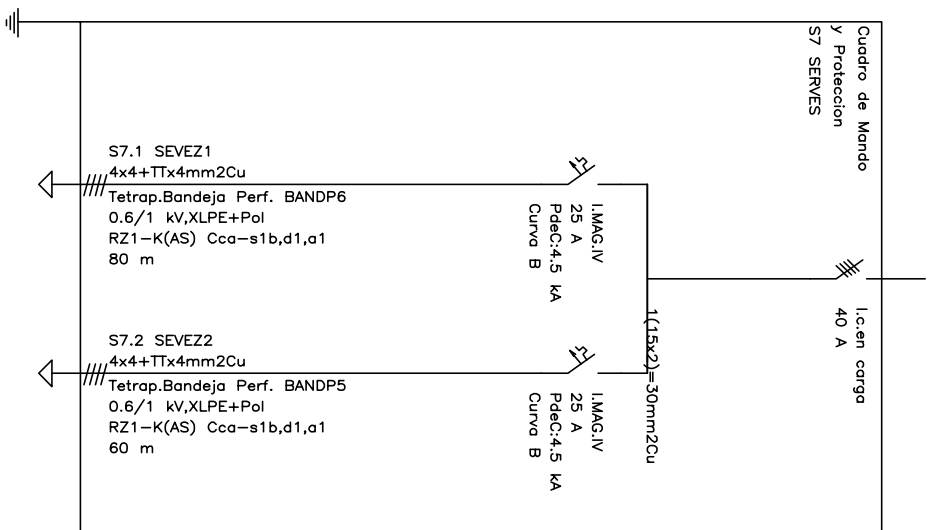 Cuadro de Mando
y Proteccion
S7 SERVES
I.c.en carga
40 A
1(15x2)=30mm2Cu
I.MAG.IV
25 A
PdeC:4.5 kA
Curva B
S7.1 SEVEZ1
4x4+TTx4mm2Cu
Tetrap.Bandeja Perf. BANDP6
0.6/1 kV,XLPE+Pol
RZ1-K(AS) Cca-s1b,d1,a1
80 m
I.MAG.IV
25 A
PdeC:4.5 kA
Curva B
S7.2 SEVEZ2
4x4+TTx4mm2Cu
Tetrap.Bandeja Perf. BANDP5
0.6/1 kV,XLPE+Pol
RZ1-K(AS) Cca-s1b,d1,a1
60 m